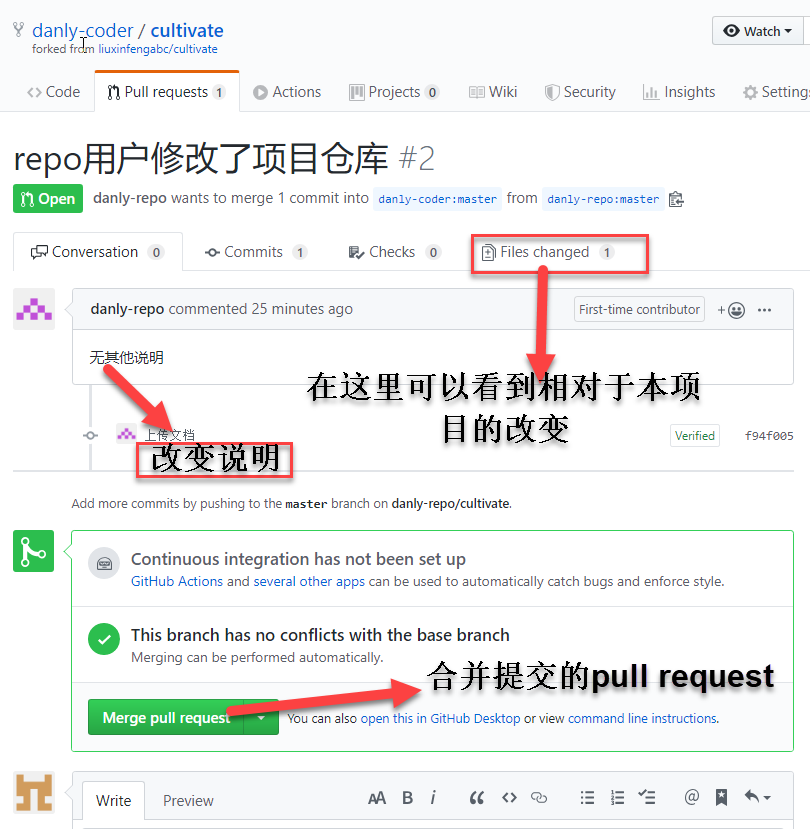 danly-coder / cultivate
Watch
forked from liuxinfengabc/cultivate
Code Pull requests 1 Actions Projects 0 Wiki Security Insights Settings
repo用户修改了项目仓库 #2
Open danly-repo wants to merge 1 commit into danly-coder:master from danly-repo:master
Conversation 0 Commits 1 Checks 0 Files changed 1
danly-repo commented 25 minutes ago First-time contributor
无其他说明
在这里可以看到相对于本项
目的改变
上传文档 Verified f94f005
改变说明
Add more commits by pushing to the master branch on danly-repo/cultivate.
Continuous integration has not been set up
GitHub Actions and several other apps can be used to automatically catch bugs and enforce style.
This branch has no conflicts with the base branch
Merging can be performed automatically.
合并提交的pull request
Merge pull request You can also open this in GitHub Desktop or view command line instructions.
Write Preview AA B i